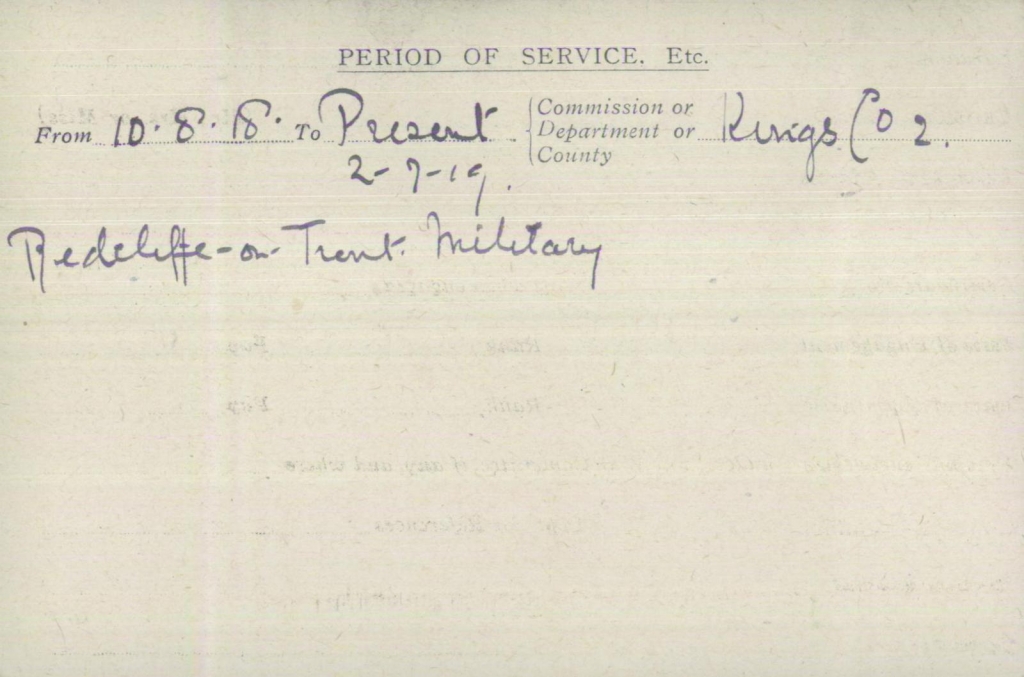 PERIOD OF SERVICE. Etc.
From 10.8.18. To Present { Commission or Department or County Kings Co 2.
2-7-19.
Redcliffe-on-Trent. Military